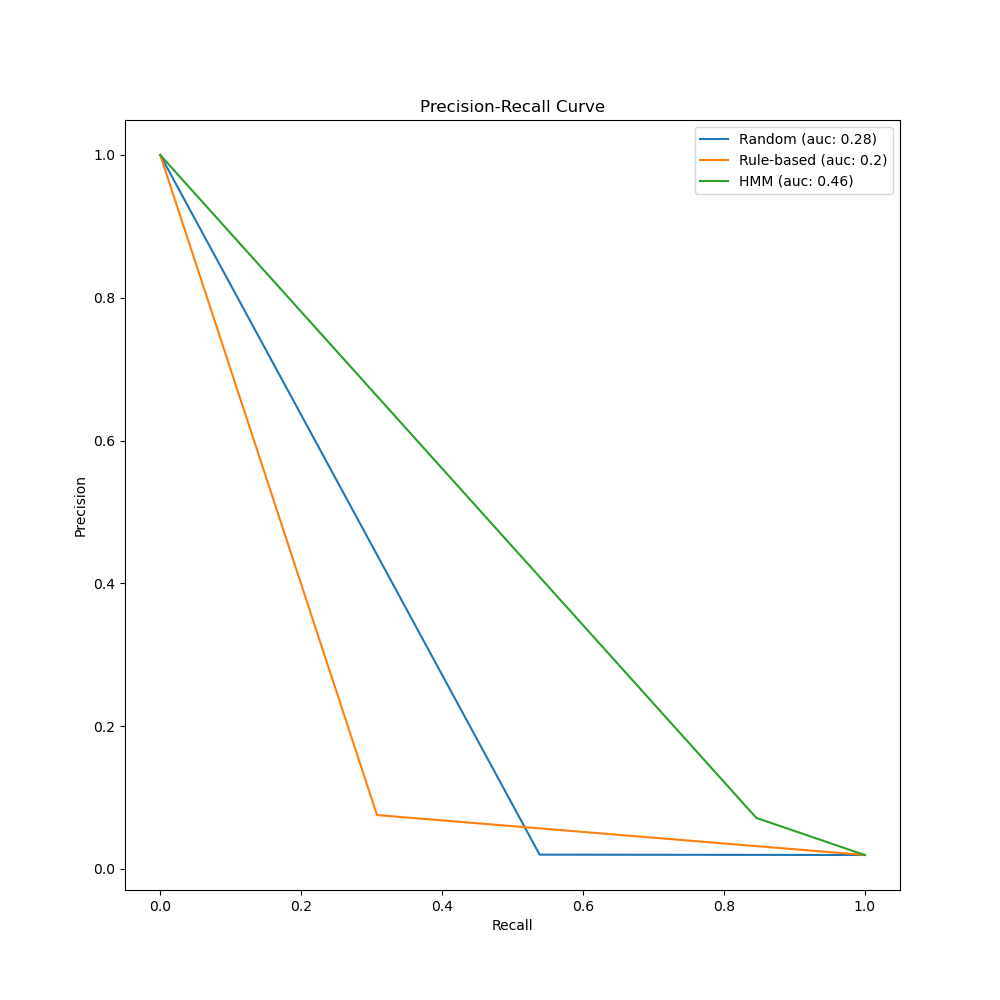 Precision-Recall Curve
Random (auc: 0.28)
Rule-based (auc: 0.2)
HMM (auc: 0.46)
1.0
0.8
0.6
0.4
0.2
0.0
Precision
0.0 0.2 0.4 0.6 0.8 1.0
Recall